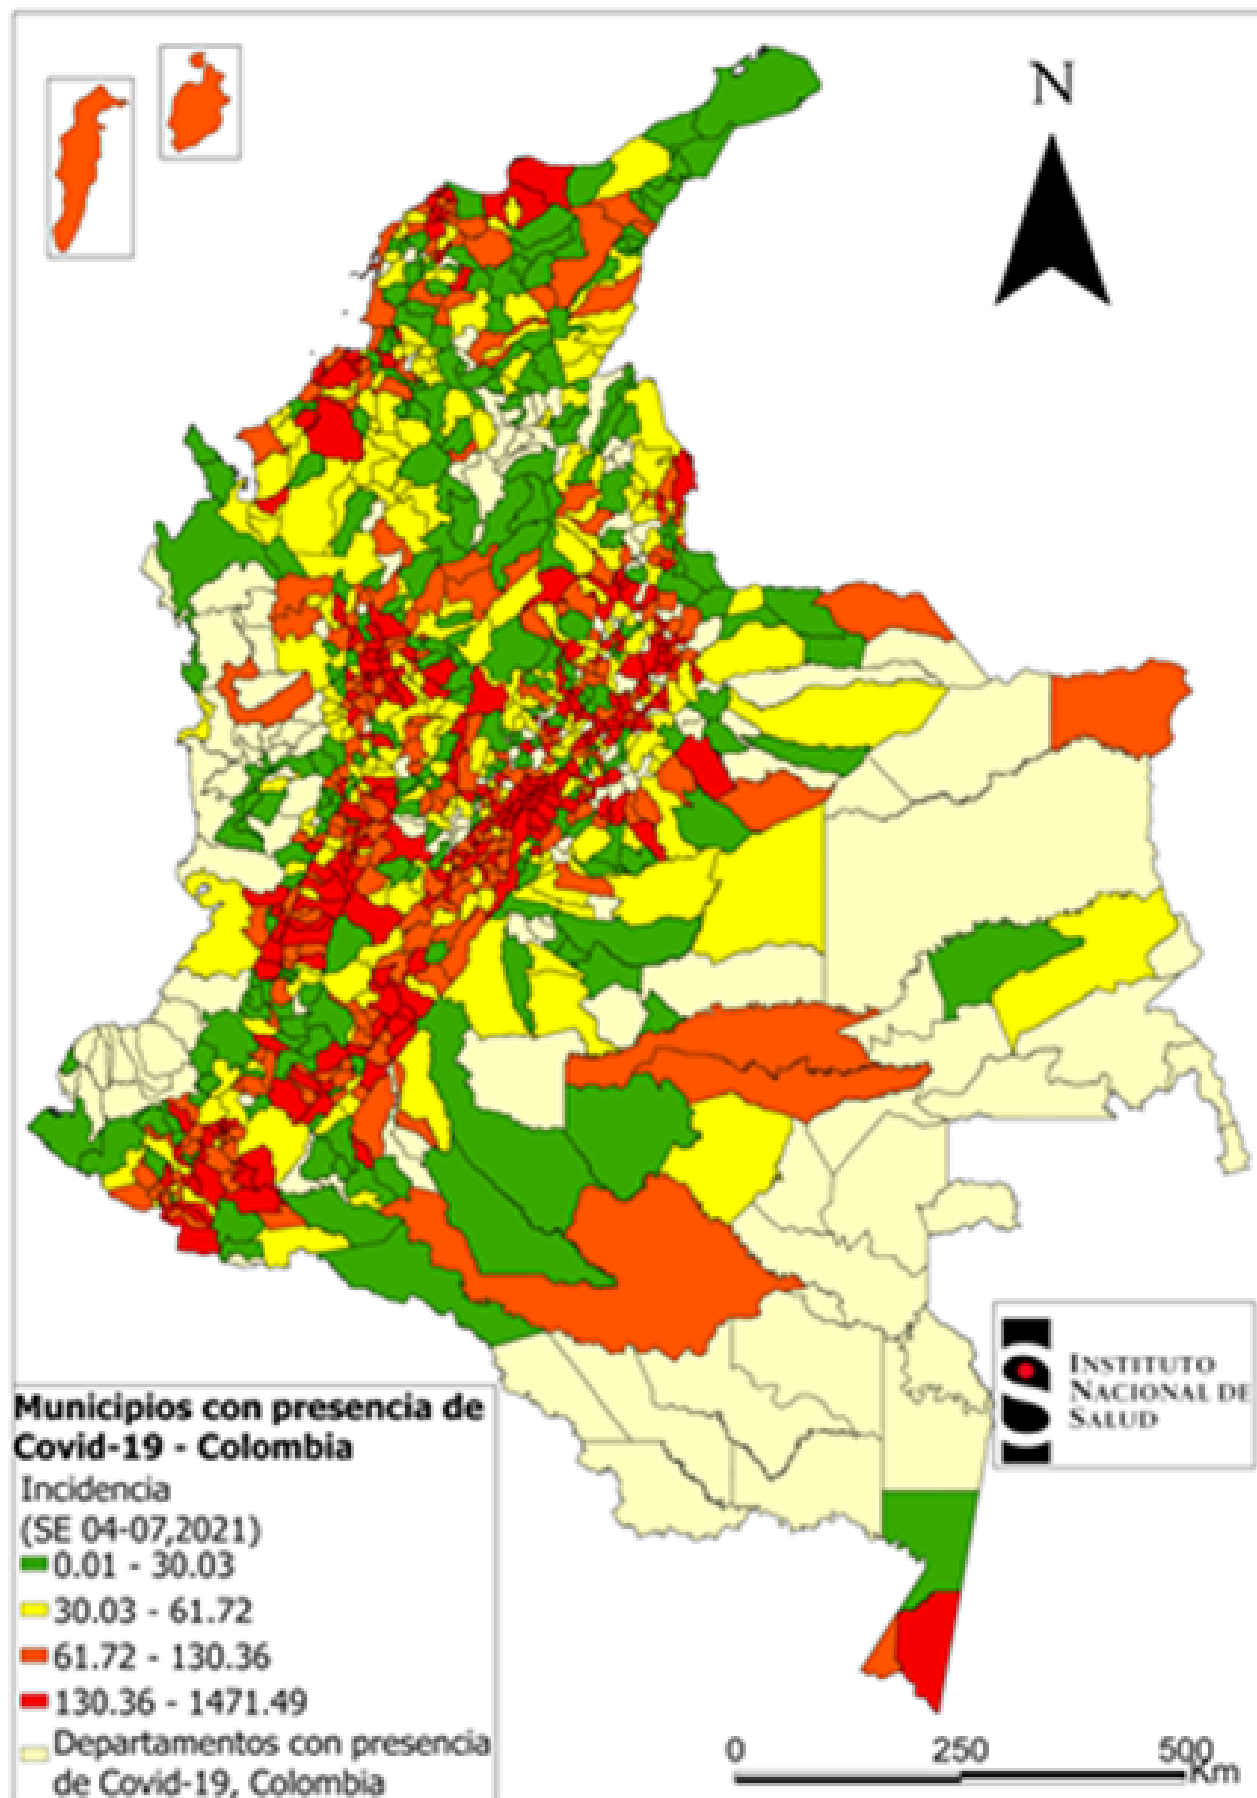 N
INSTITUTO
NACIONAL DE
SALUD
Municipios con presencia de
Covid-19 - Colombia
Incidencia
(SE 04-07,2021)
0.01 - 30.03
30.03 - 61.72
61.72 - 130.36
130.36 - 1471.49
Departamentos con presencia
de Covid-19, Colombia
0 250 500
Km